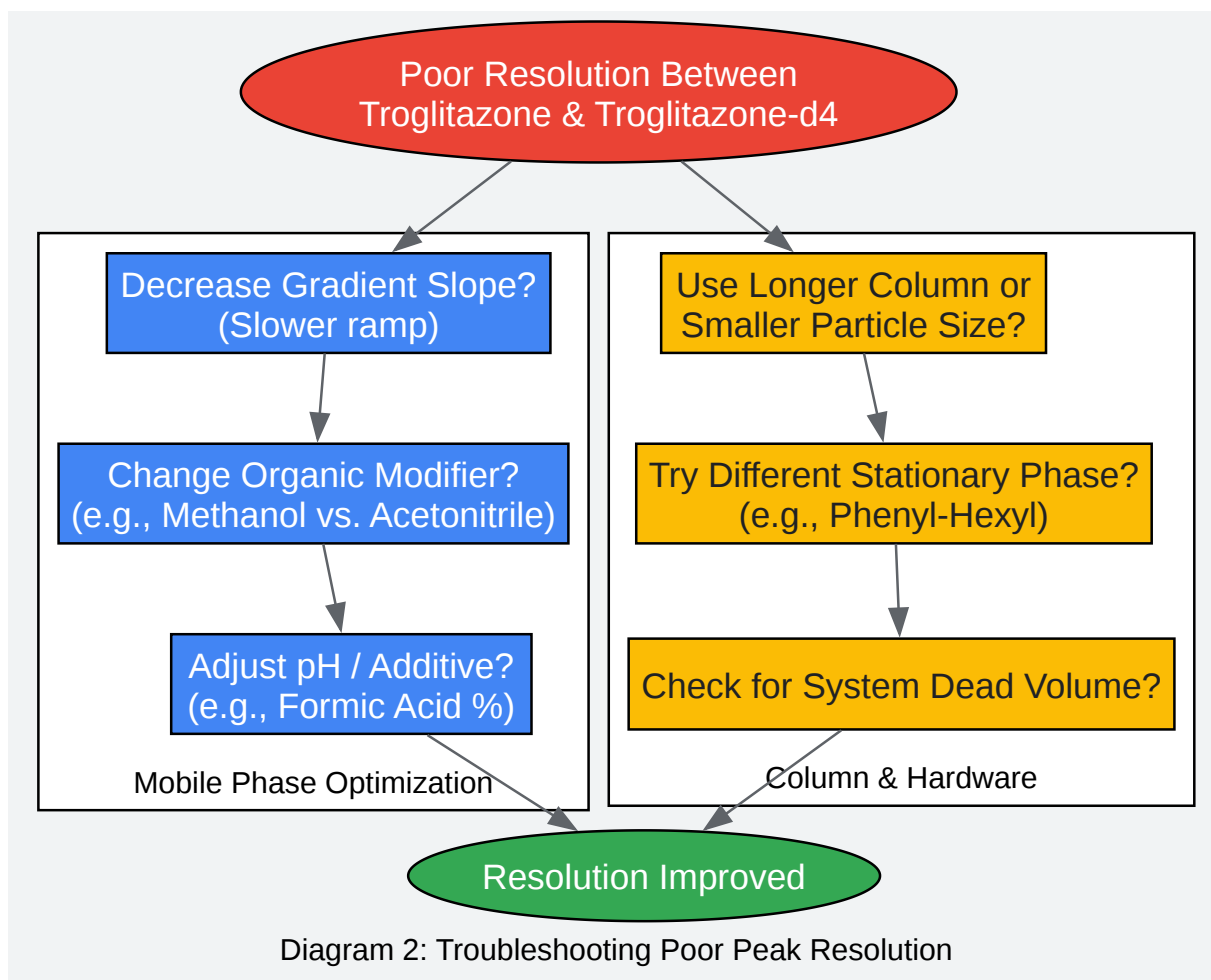 Poor Resolution Between
Troglitazone & Troglitazone-d4
Decrease Gradient Slope?
(Slower ramp)
Change Organic Modifier?
(e.g., Methanol vs. Acetonitrile)
Adjust pH / Additive?
(e.g., Formic Acid %)
Mobile Phase Optimization
Use Longer Column or
Smaller Particle Size?
Try Different Stationary Phase?
(e.g., Phenyl-Hexyl)
Check for System Dead Volume?
Column & Hardware
Resolution Improved
Diagram 2: Troubleshooting Poor Peak Resolution